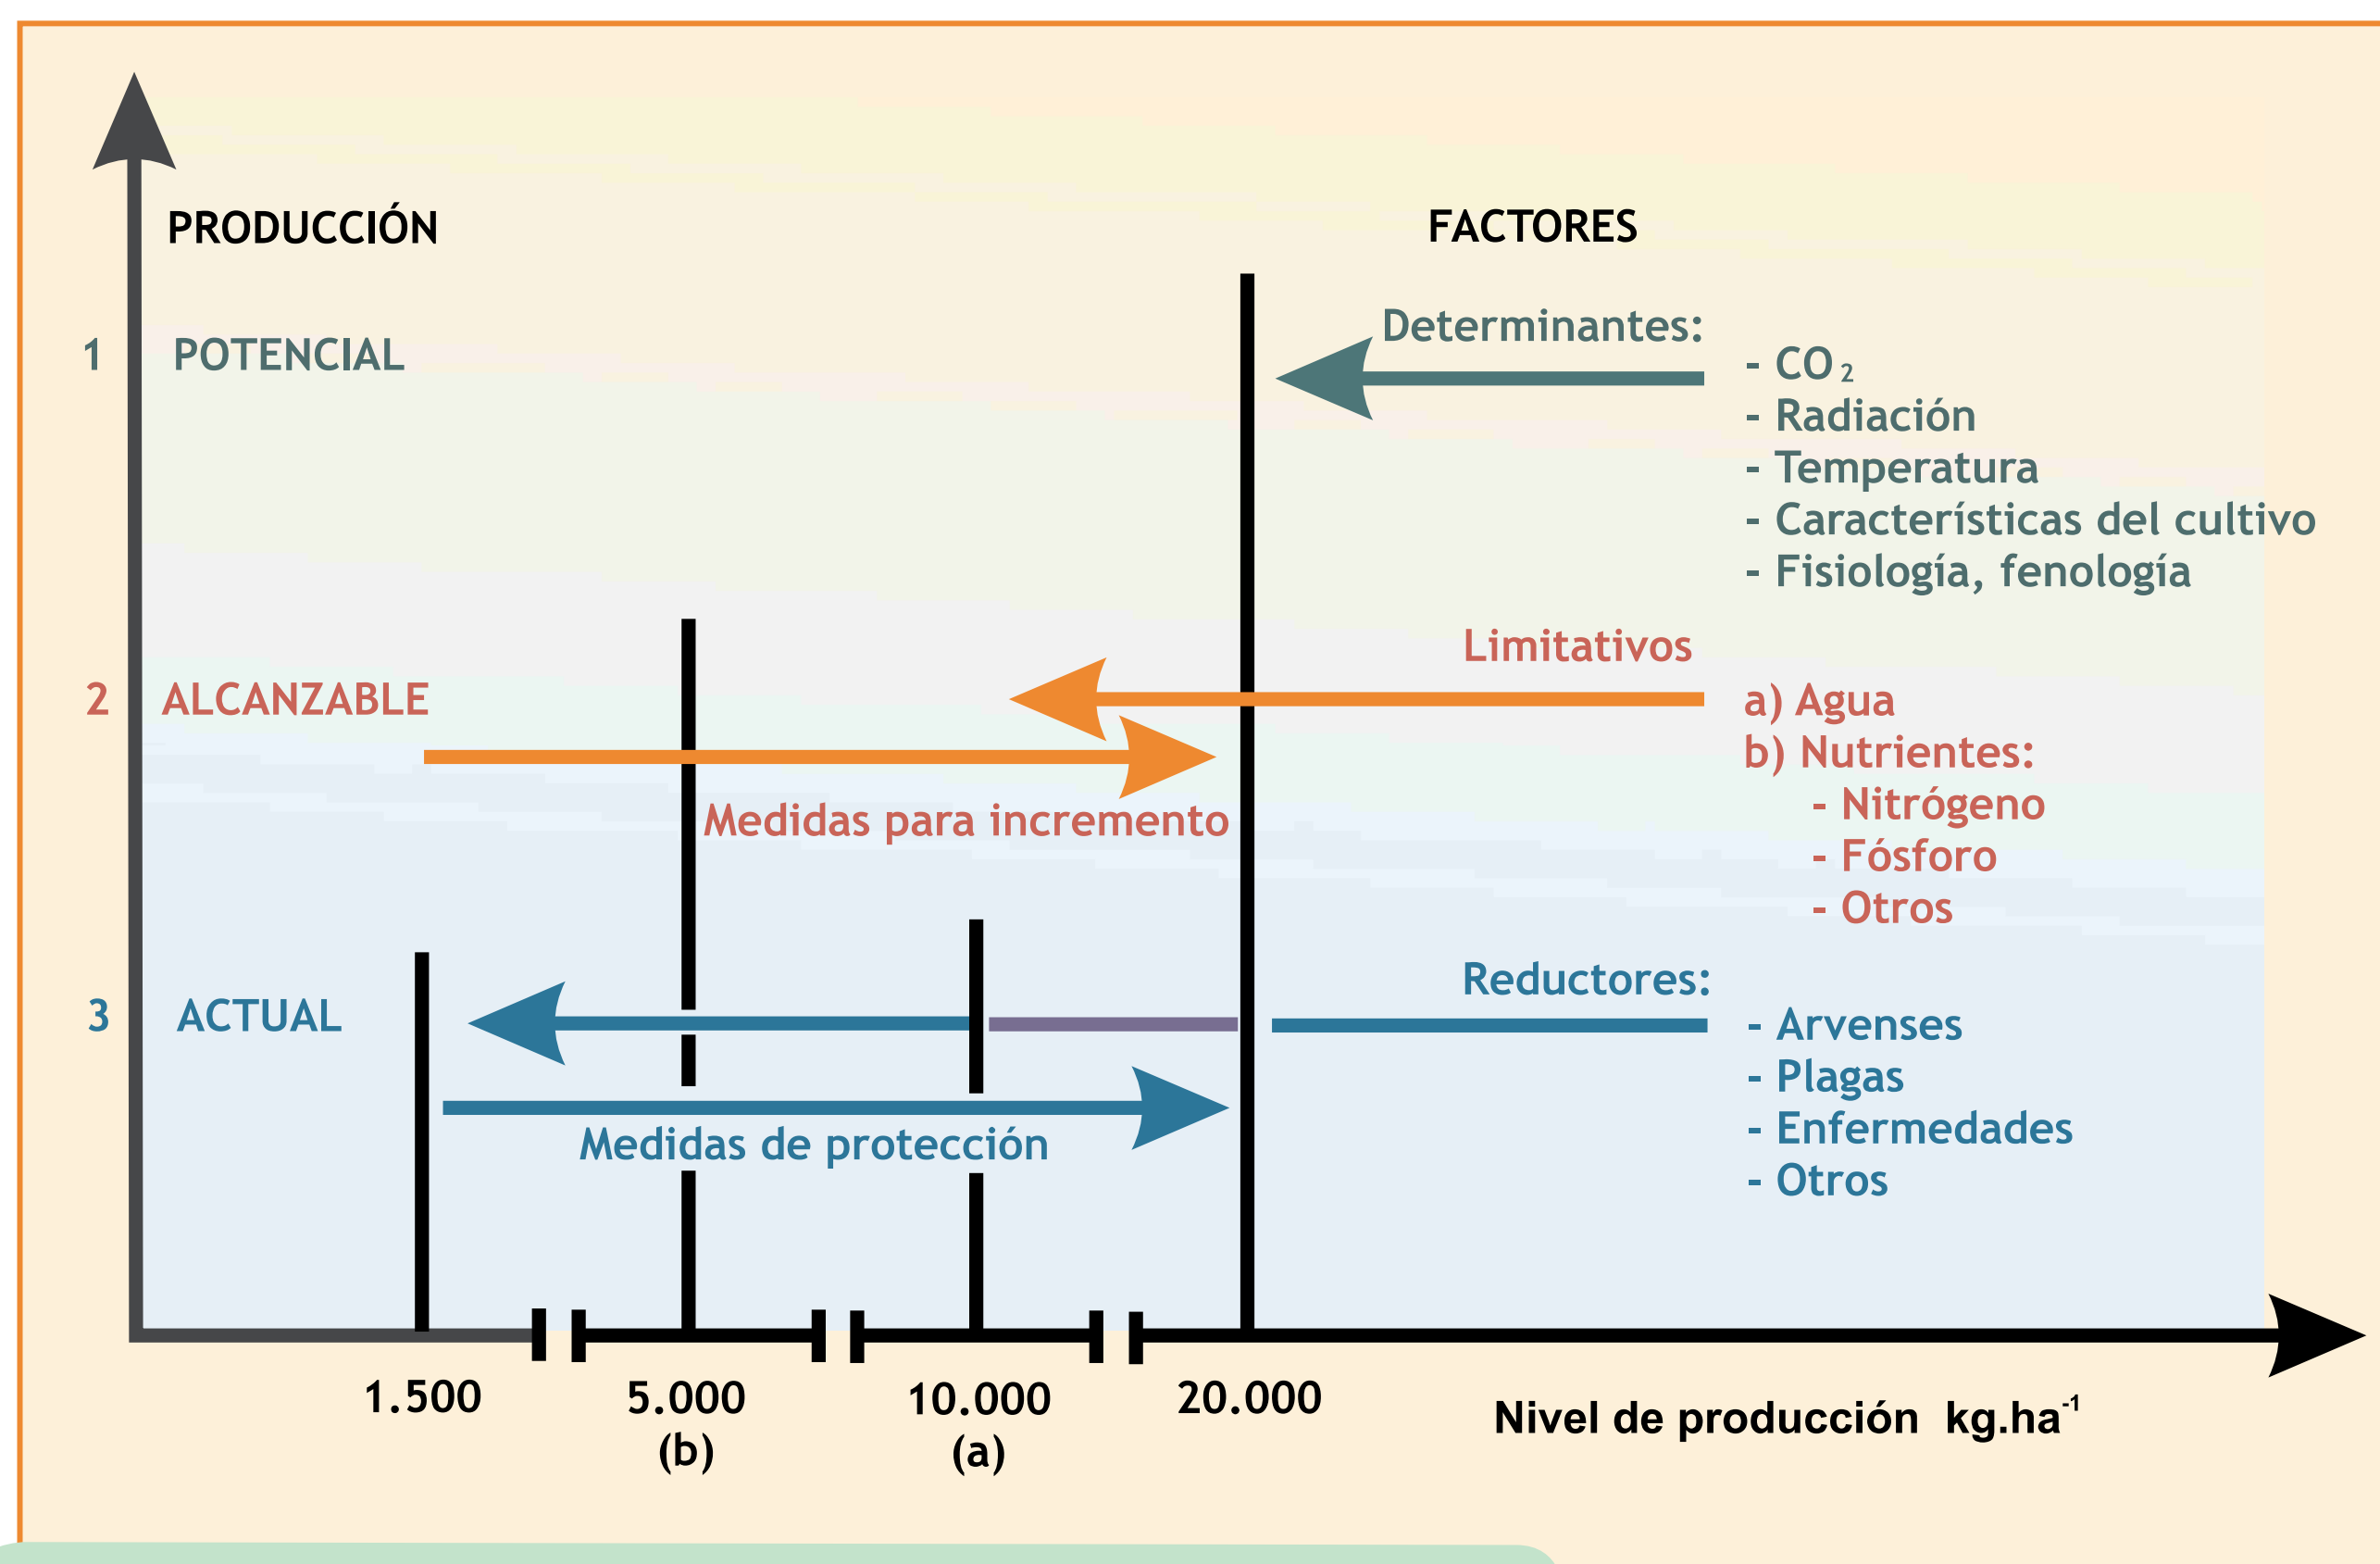 PRODUCCIÓN
FACTORES
1 POTENCIAL
Determinantes:
- CO₂
- Radiación
- Temperatura
- Características del cultivo
- Fisiología, fenología
2 ALCANZABLE
Limitativos
a) Agua
b) Nutrientes:
- Nitrógeno
- Fósforo
- Otros
Medidas para incremento
3 ACTUAL
Reductores:
- Arvenses
- Plagas
- Enfermedades
- Otros
Medidas de protección
1.500 5.000 10.000 20.000
(b) (a)
Nivel de producción kg.ha⁻¹